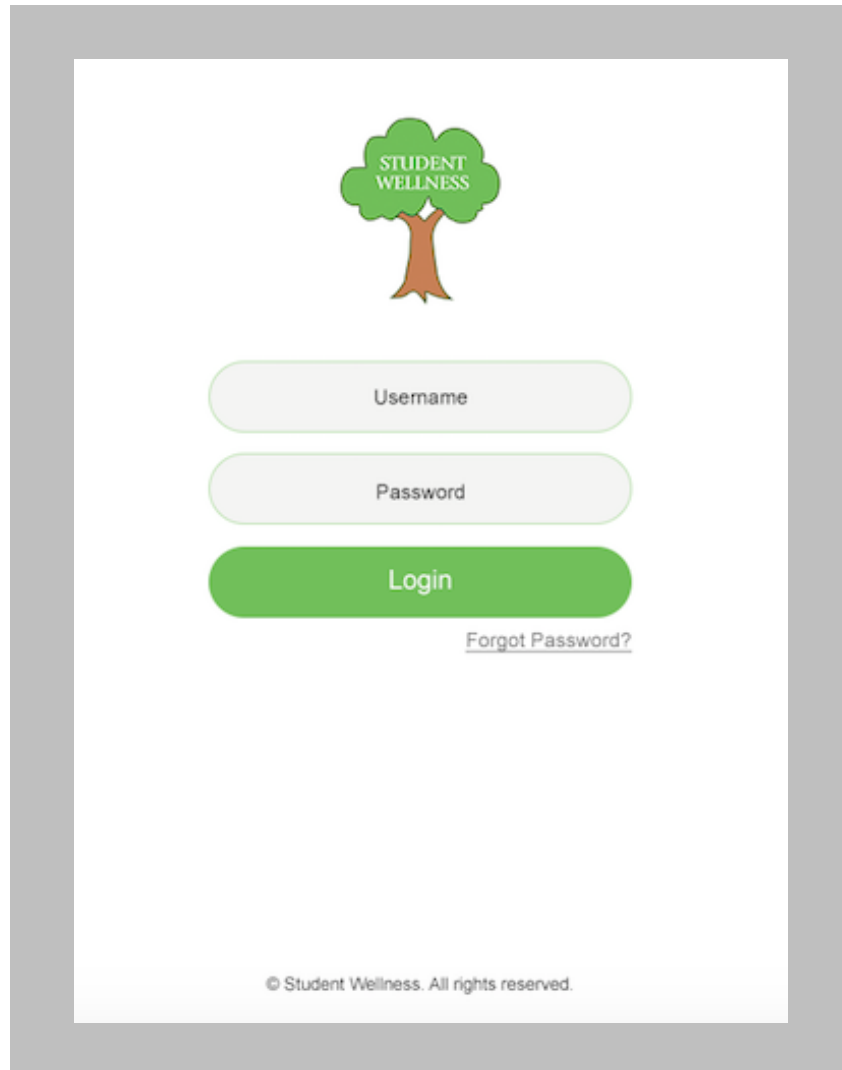 STUDENT
WELLNESS
Username
Password
Login
Forgot Password?
© Student Wellness. All rights reserved.